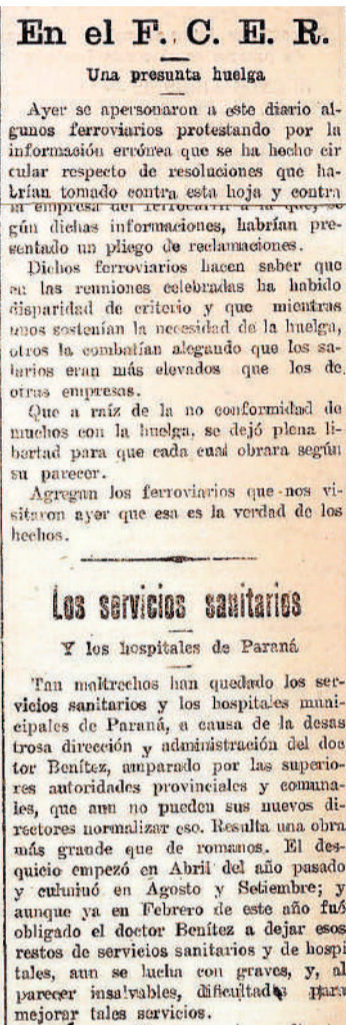 En el F. C. E. R.
Una presunta huelga
Ayer se apersonaron a este diario al-
gunos ferroviarios protestando por la
información errónea que se ha hecho cir
cular respecto de resoluciones que ha-
trían tomado contra esta hoja y contra
la empresa del ferrocarril a la que, se
gún dichas informaciones, habrían pre-
sentado un pliego de reclamaciones.
Dichos ferroviarios hacen saber que
en las reuniones celebradas ha habido
disparidad de criterio y que mientras
unos sostenían la necesidad de la huelga,
otros la combatían alegando que los sa-
larios eran más elevados que los de
otras empresas.
Que a raíz de la no conformidad de
muchos con la huelga, se dejó plena li-
bertad para que cada cual obrara según
su parecer.
Agregan los ferroviarios que nos vi-
sitaron ayer que esa es la verdad de los
hechos.
Los servicios sanitarios
Y los hospitales de Paraná
Tan maltrechos han quedado los ser-
vicios sanitarios y los hospitales muni-
cipales de Paraná, a causa de la desas
trosa dirección y administración del doc
tor Benítez, amparado por las superio-
res autoridades provinciales y comuna-
les, que aun no pueden sus nuevos di-
rectores normalizar eso. Resulta una obra
más grande que de romanos. El des-
quicio empezó en Abril del año pasado
y culminó en Agosto y Setiembre; y
aunque ya en Febrero de este año fué
obligado el doctor Benítez a dejar esos
restos de servicios sanitarios y de hospi
tales, aun se lucha con graves, y, al
parecer insalvables, dificultades para
mejorar tales servicios.